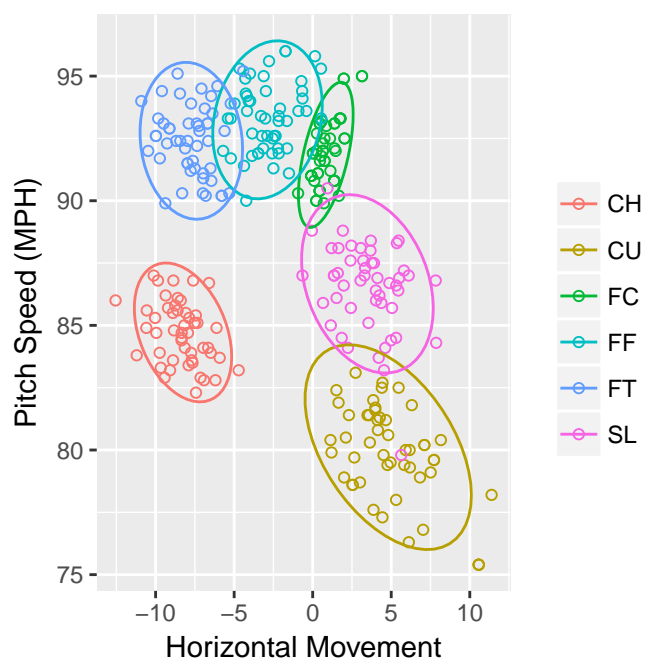 Pitch Speed (MPH)
95
90
85
80
75
−10
−5
0
5
10
Horizontal Movement
CH
CU
FC
FF
FT
SL